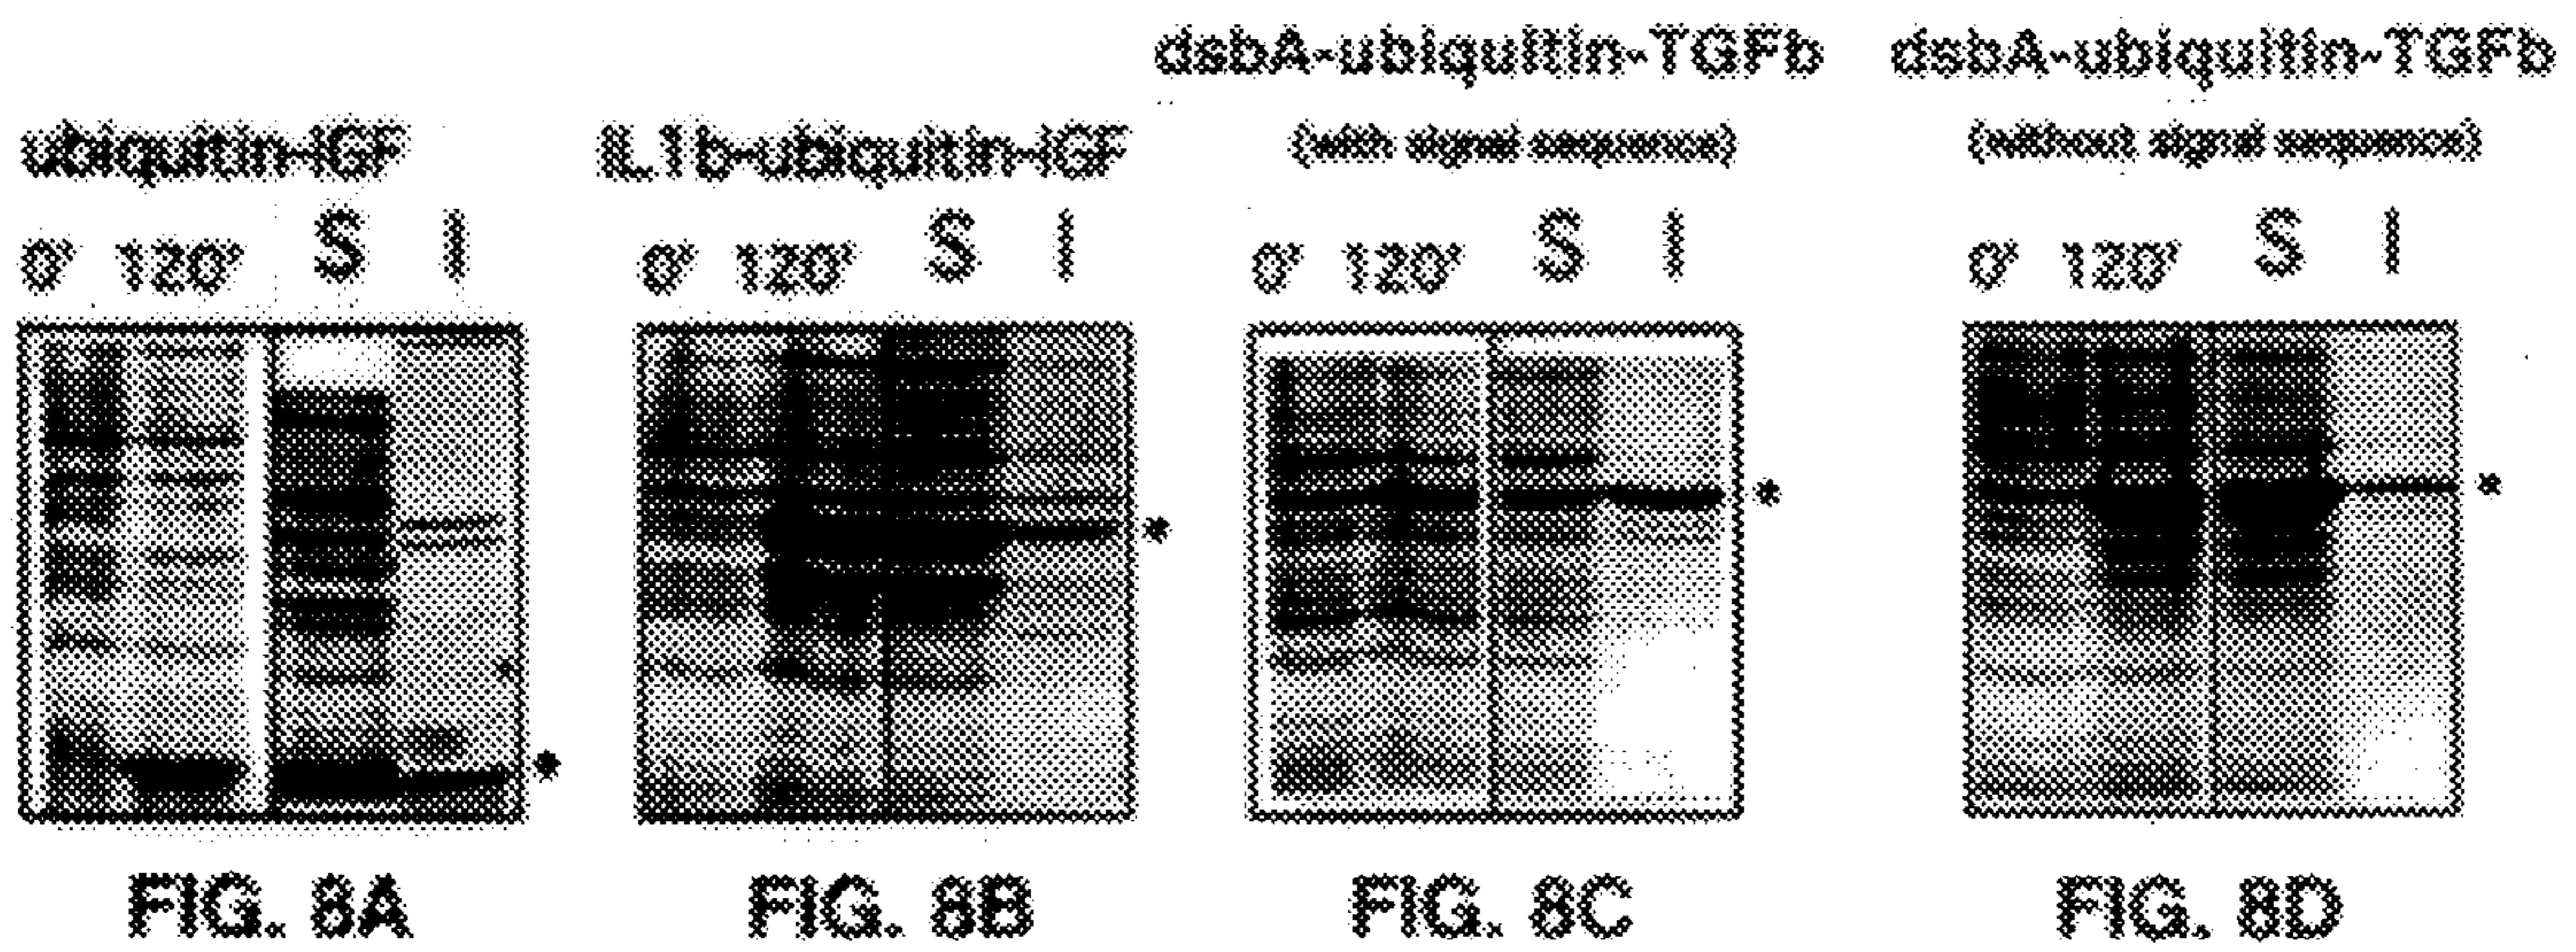 ubiquitin-IGF
0' 120' S I
*
FIG. 8A
IL1b-ubiquitin-IGF
0' 120' S I
*
FIG. 8B
dsbA-ubiquitin-TGFb
(with signal sequence)
0' 120' S I
*
FIG. 8C
dsbA-ubiquitin-TGFb
(without signal sequence)
0' 120' S I
*
FIG. 8D